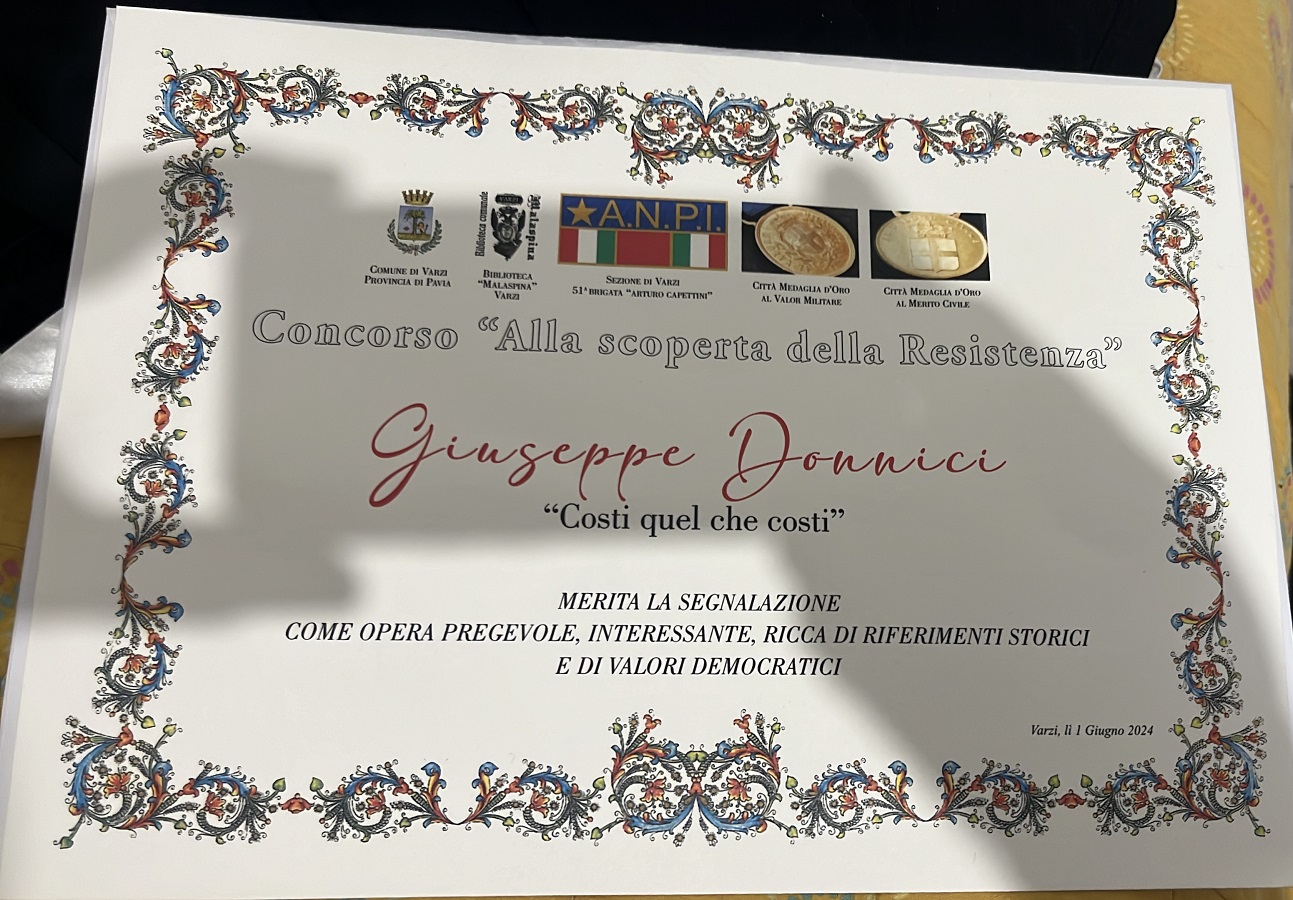 A.N.P.I.
Biblioteca comunale
VARZI
Malaspina
COMUNE DI VARZI
PROVINCIA DI PAVIA
BIBLIOTECA
“MALASPINA”
VARZI
SEZIONE DI VARZI
51ª BRIGATA “ARTURO CAPETTINI”
CITTÀ MEDAGLIA D’ORO
AL VALOR MILITARE
CITTÀ MEDAGLIA D’ORO
AL MERITO CIVILE
Concorso “Alla scoperta della Resistenza”
Giuseppe Donnici
“Costi quel che costi”
MERITA LA SEGNALAZIONE
COME OPERA PREGEVOLE, INTERESSANTE, RICCA DI RIFERIMENTI STORICI
E DI VALORI DEMOCRATICI
Varzi, lì 1 Giugno 2024